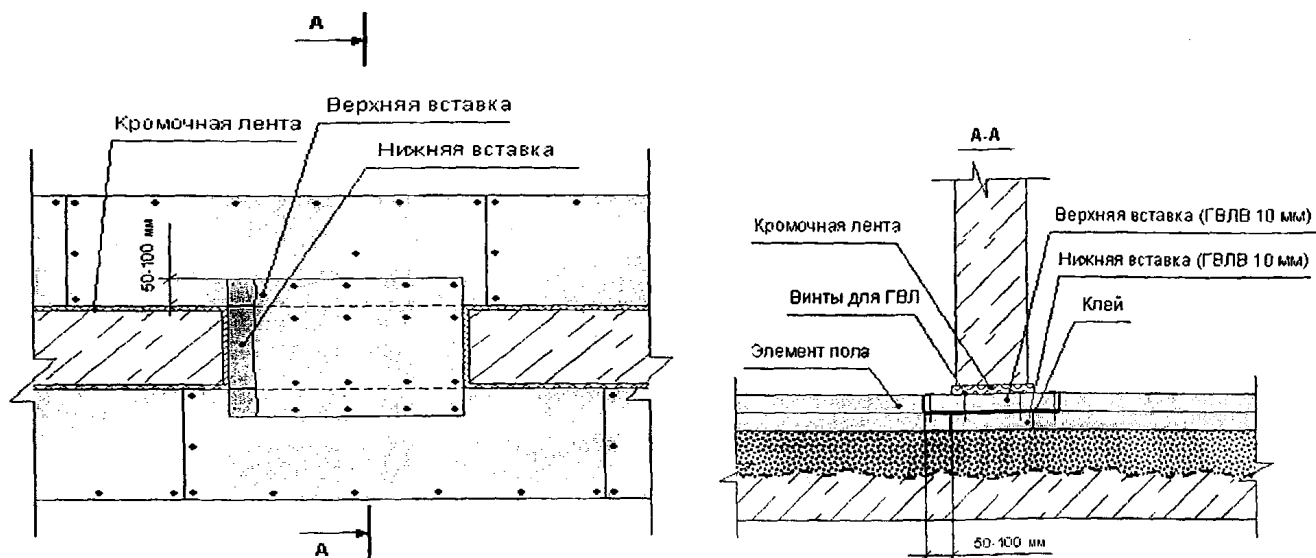 А
Верхняя вставка
Кромочная лента
Нижняя вставка
50-100 мм
А
А-А
Кромочная лента
Верхняя вставка (ГВЛВ 10 мм)
Нижняя вставка (ГВЛВ 10 мм)
Винты для ГВЛ
Клей
Элемент пола
50-100 мм